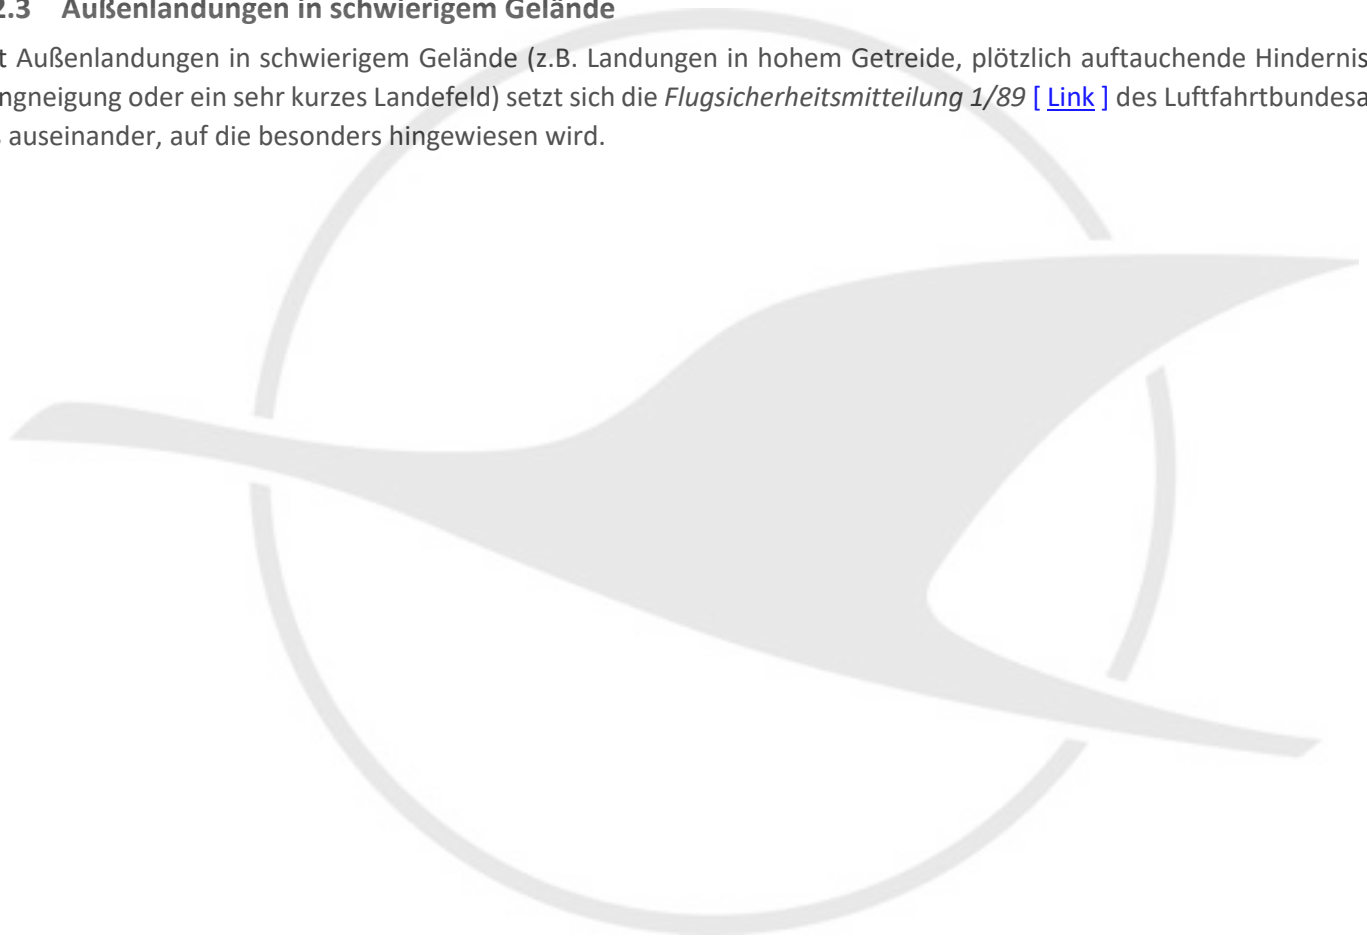 2.3 Außenlandungen in schwierigem Gelände
t Außenlandungen in schwierigem Gelände (z.B. Landungen in hohem Getreide, plötzlich auftauchende Hindernis
ngneigung oder ein sehr kurzes Landefeld) setzt sich die Flugsicherheitsmitteilung 1/89 [ Link ] des Luftfahrtbundesa
s auseinander, auf die besonders hingewiesen wird.